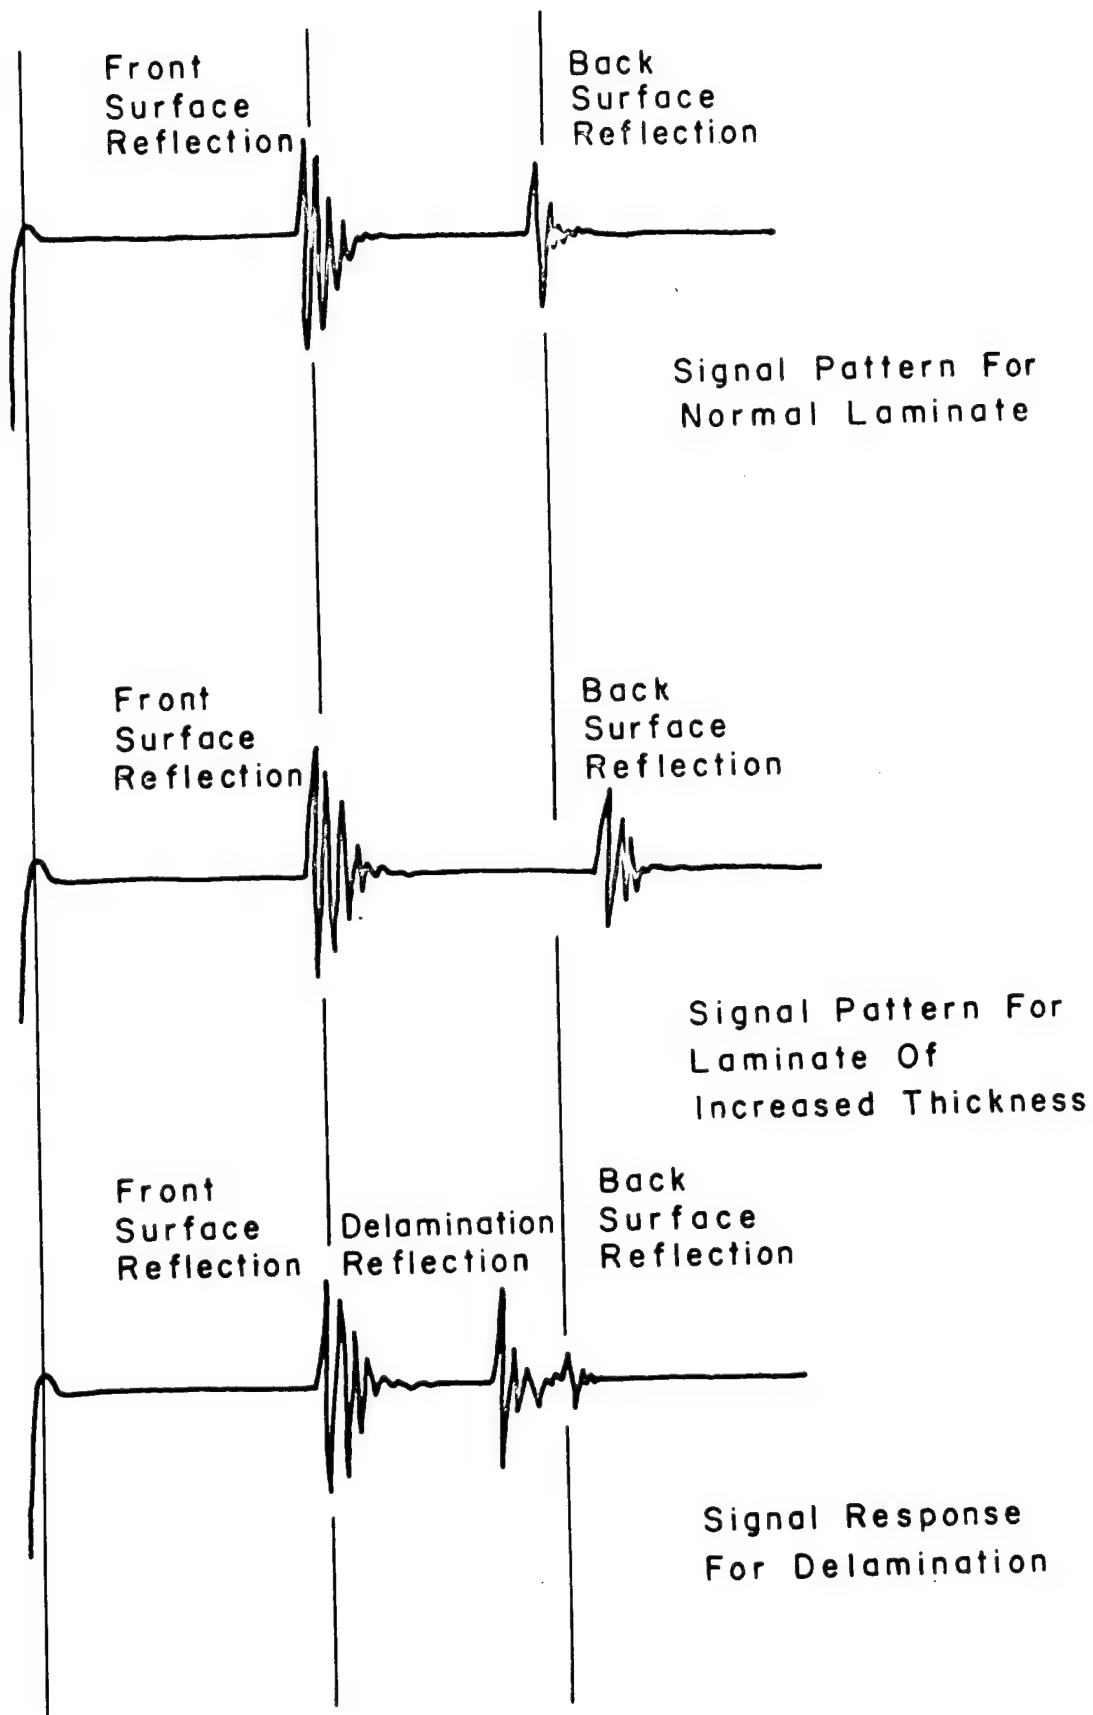 Front
Surface
Reflection
Back
Surface
Reflection
Signal Pattern For
Normal Laminate
Front
Surface
Reflection
Back
Surface
Reflection
Signal Pattern For
Laminate Of
Increased Thickness
Front
Surface
Reflection
Delamination
Reflection
Back
Surface
Reflection
Signal Response
For Delamination